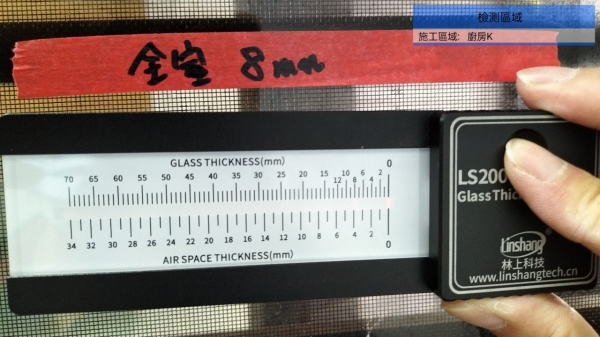 檢測區域
施工區域: 廚房K
全室 8mm
GLASS THICKNESS(mm)
70 65 60 55 50 45 40 35 30 25 20 15 12 10 8 6 4 2 0
34 32 30 28 26 24 22 20 18 16 14 12 10 8 6 4 2 0
AIR SPACE THICKNESS(mm)
LS200
Glass Thic
Linshang
林上科技
www.linshangtech.cn